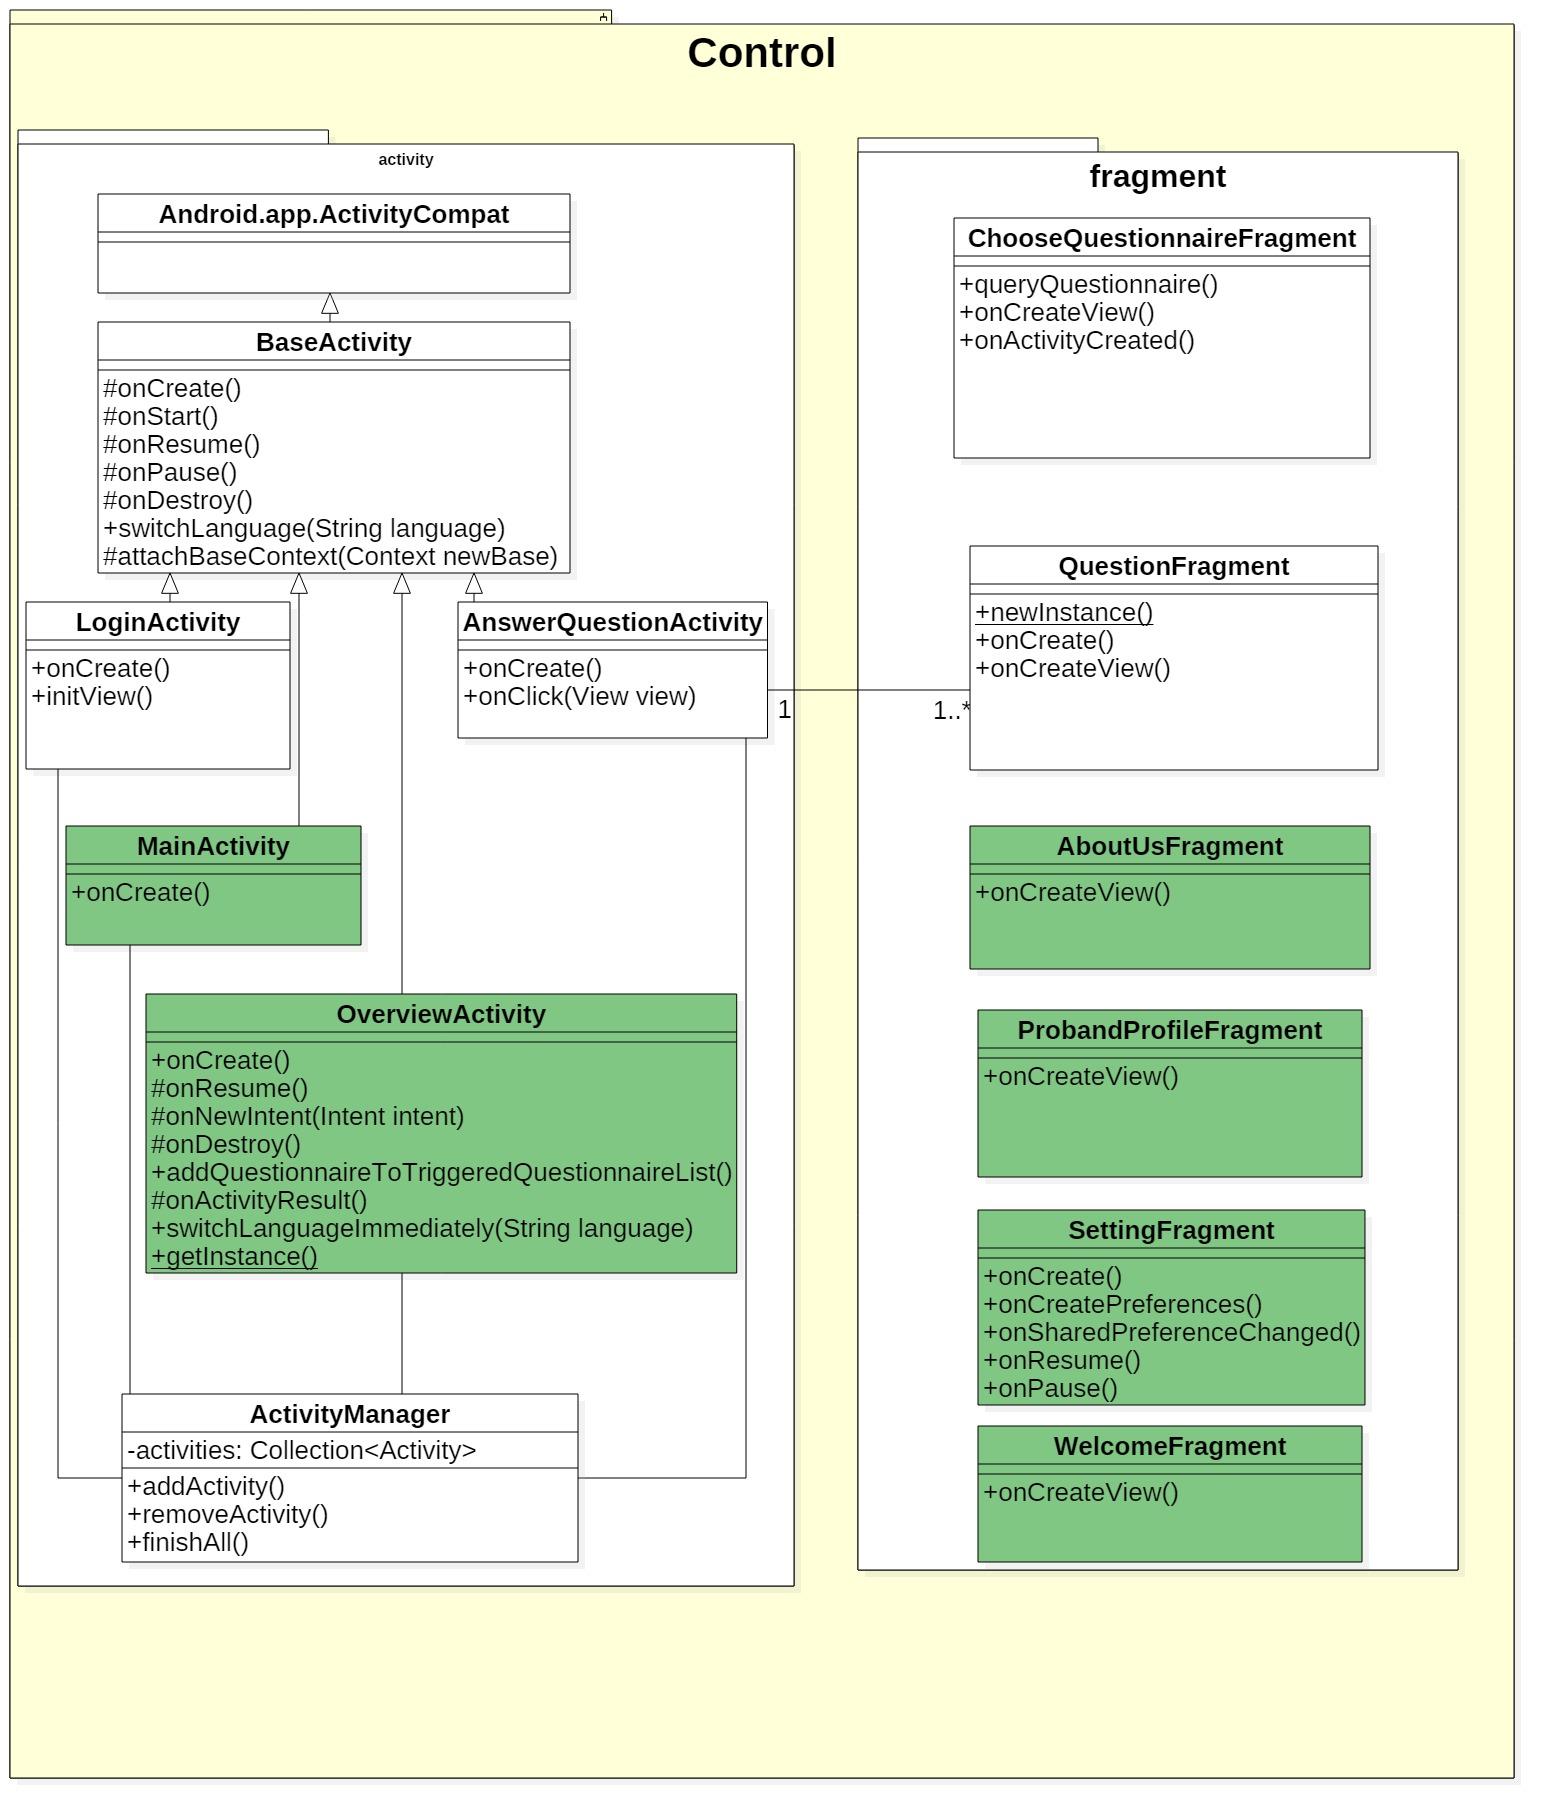 Control
activity
Android.app.ActivityCompat
BaseActivity
#onCreate()
#onStart()
#onResume()
#onPause()
#onDestroy()
+switchLanguage(String language)
#attachBaseContext(Context newBase)
LoginActivity
+onCreate()
+initView()
AnswerQuestionActivity
+onCreate()
+onClick(View view)
1
1..*
MainActivity
+onCreate()
OverviewActivity
+onCreate()
#onResume()
#onNewIntent(Intent intent)
#onDestroy()
+addQuestionnaireToTriggeredQuestionnaireList()
#onActivityResult()
+switchLanguageImmediately(String language)
+getInstance()
ActivityManager
-activities: Collection<Activity>
+addActivity()
+removeActivity()
+finishAll()
fragment
ChooseQuestionnaireFragment
+queryQuestionnaire()
+onCreateView()
+onActivityCreated()
QuestionFragment
+newInstance()
+onCreate()
+onCreateView()
AboutUsFragment
+onCreateView()
ProbandProfileFragment
+onCreateView()
SettingFragment
+onCreate()
+onCreatePreferences()
+onSharedPreferenceChanged()
+onResume()
+onPause()
WelcomeFragment
+onCreateView()